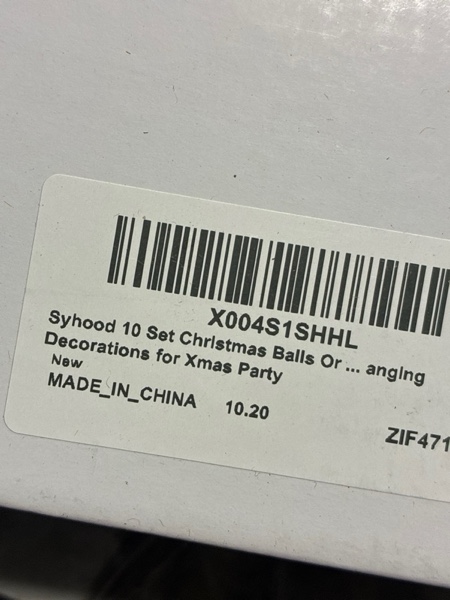 X004S1SHHL
Syhood 10 Set Christmas Balls Or ... anging
Decorations for Xmas Party
New
MADE_IN_CHINA 10.20
ZIF471